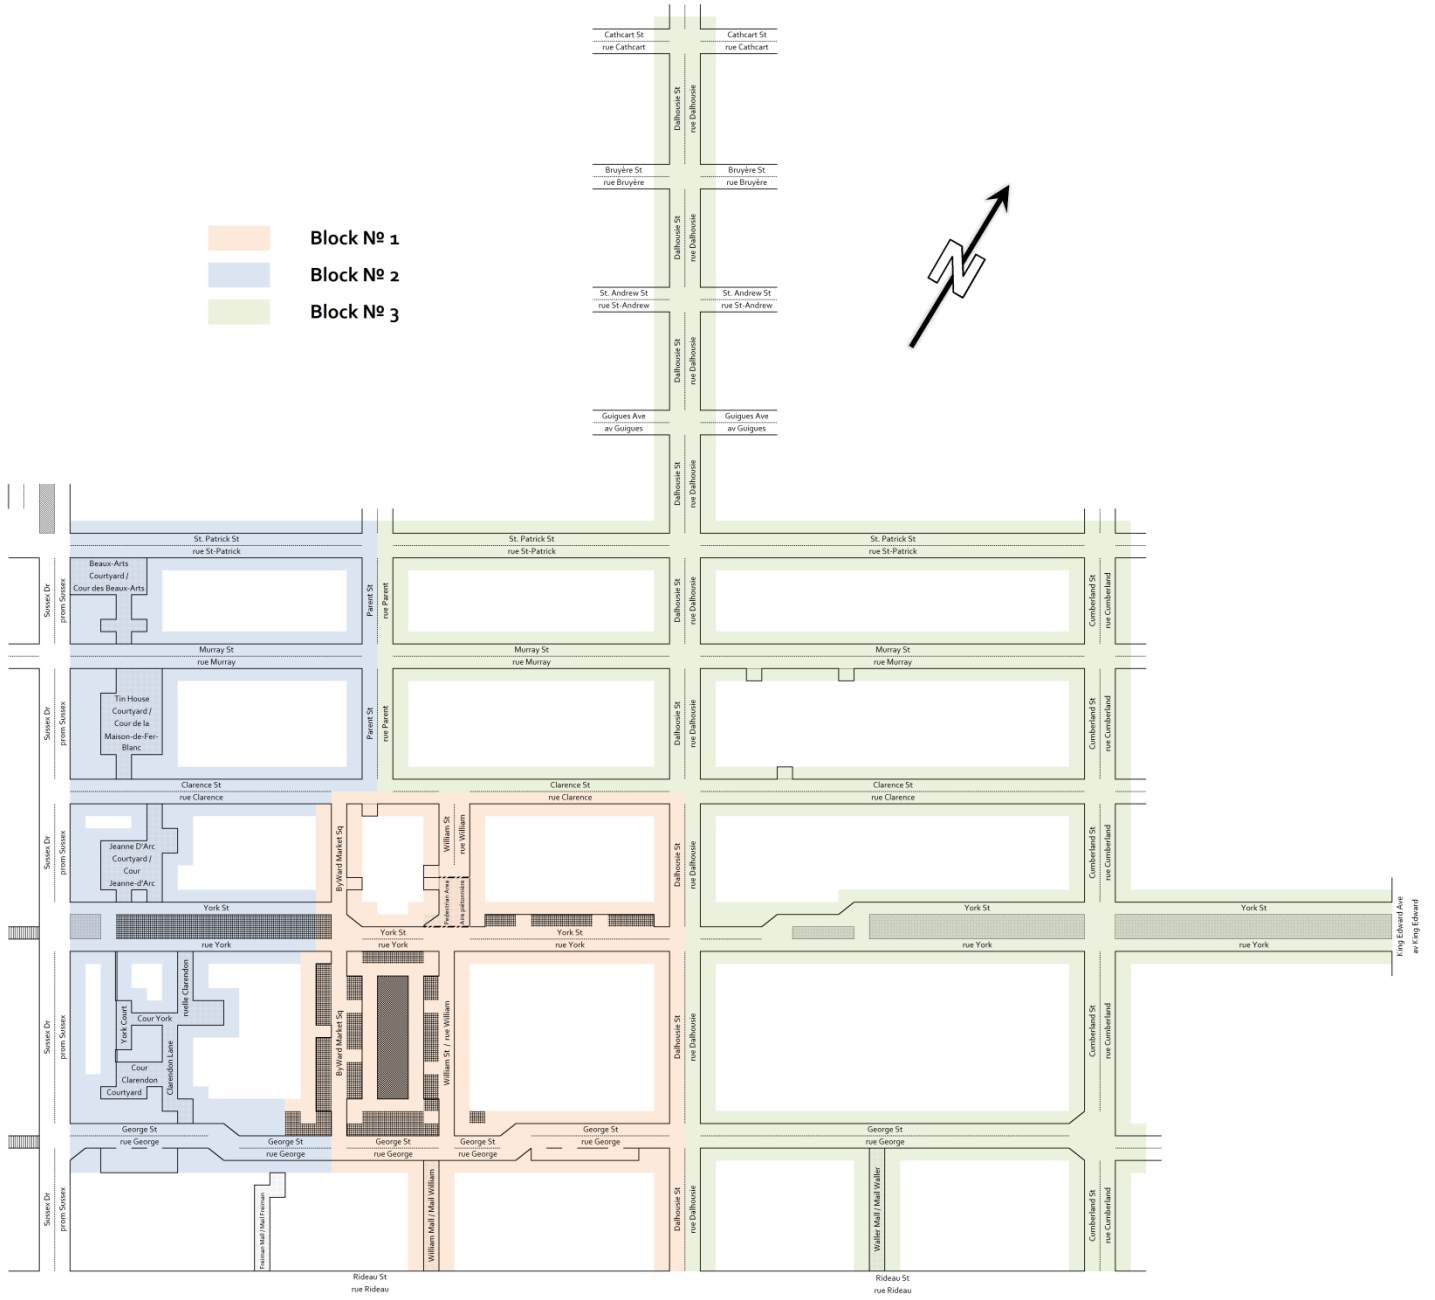 Cathcart St
rue Cathcart
Cathcart St
rue Cathcart
Dalhousie St
rue Dalhousie
Bruyère St
rue Bruyère
Bruyère St
rue Bruyère
Block № 1
Block № 2
Block № 3
N
Dalhousie St
rue Dalhousie
St. Andrew St
rue St-Andrew
St. Andrew St
rue St-Andrew
Dalhousie St
rue Dalhousie
Guigues Ave
av Guigues
Guigues Ave
av Guigues
Dalhousie St
rue Dalhousie
St. Patrick St
rue St-Patrick
St. Patrick St
rue St-Patrick
St. Patrick St
rue St-Patrick
Sussex Dr
prom Sussex
Beaux-Arts
Courtyard /
Cour des Beaux-Arts
Parent St
rue Parent
Dalhousie St
rue Dalhousie
Cumberland St
rue Cumberland
Murray St
rue Murray
Murray St
rue Murray
Murray St
rue Murray
Sussex Dr
prom Sussex
Tin House
Courtyard /
Cour de la
Maison-de-Fer-
Blanc
Parent St
rue Parent
Dalhousie St
rue Dalhousie
Cumberland St
rue Cumberland
Clarence St
rue Clarence
Clarence St
rue Clarence
Clarence St
rue Clarence
Sussex Dr
prom Sussex
Jeanne D'Arc
Courtyard /
Cour
Jeanne-d'Arc
ByWard Market Sq
William St
rue William
Pedestrian Area
Aire piétonnière
Dalhousie St
rue Dalhousie
Cumberland St
rue Cumberland
York St
rue York
York St
rue York
York St
rue York
York St
rue York
York St
rue York
King Edward Ave
av King Edward
Sussex Dr
prom Sussex
York Court
Cour York
ruelle Clarendon
Clarendon Lane
Cour
Clarendon
Courtyard
ByWard Market Sq
William St / rue William
Dalhousie St
rue Dalhousie
Cumberland St
rue Cumberland
George St
rue George
George St
rue George
George St
rue George
George St
rue George
George St
rue George
George St
rue George
Sussex Dr
prom Sussex
Freiman Mall / Mail Freiman
William Mall / Mail William
Dalhousie St
rue Dalhousie
Waller Mall / Mail Waller
Cumberland St
rue Cumberland
Rideau St
rue Rideau
Rideau St
rue Rideau